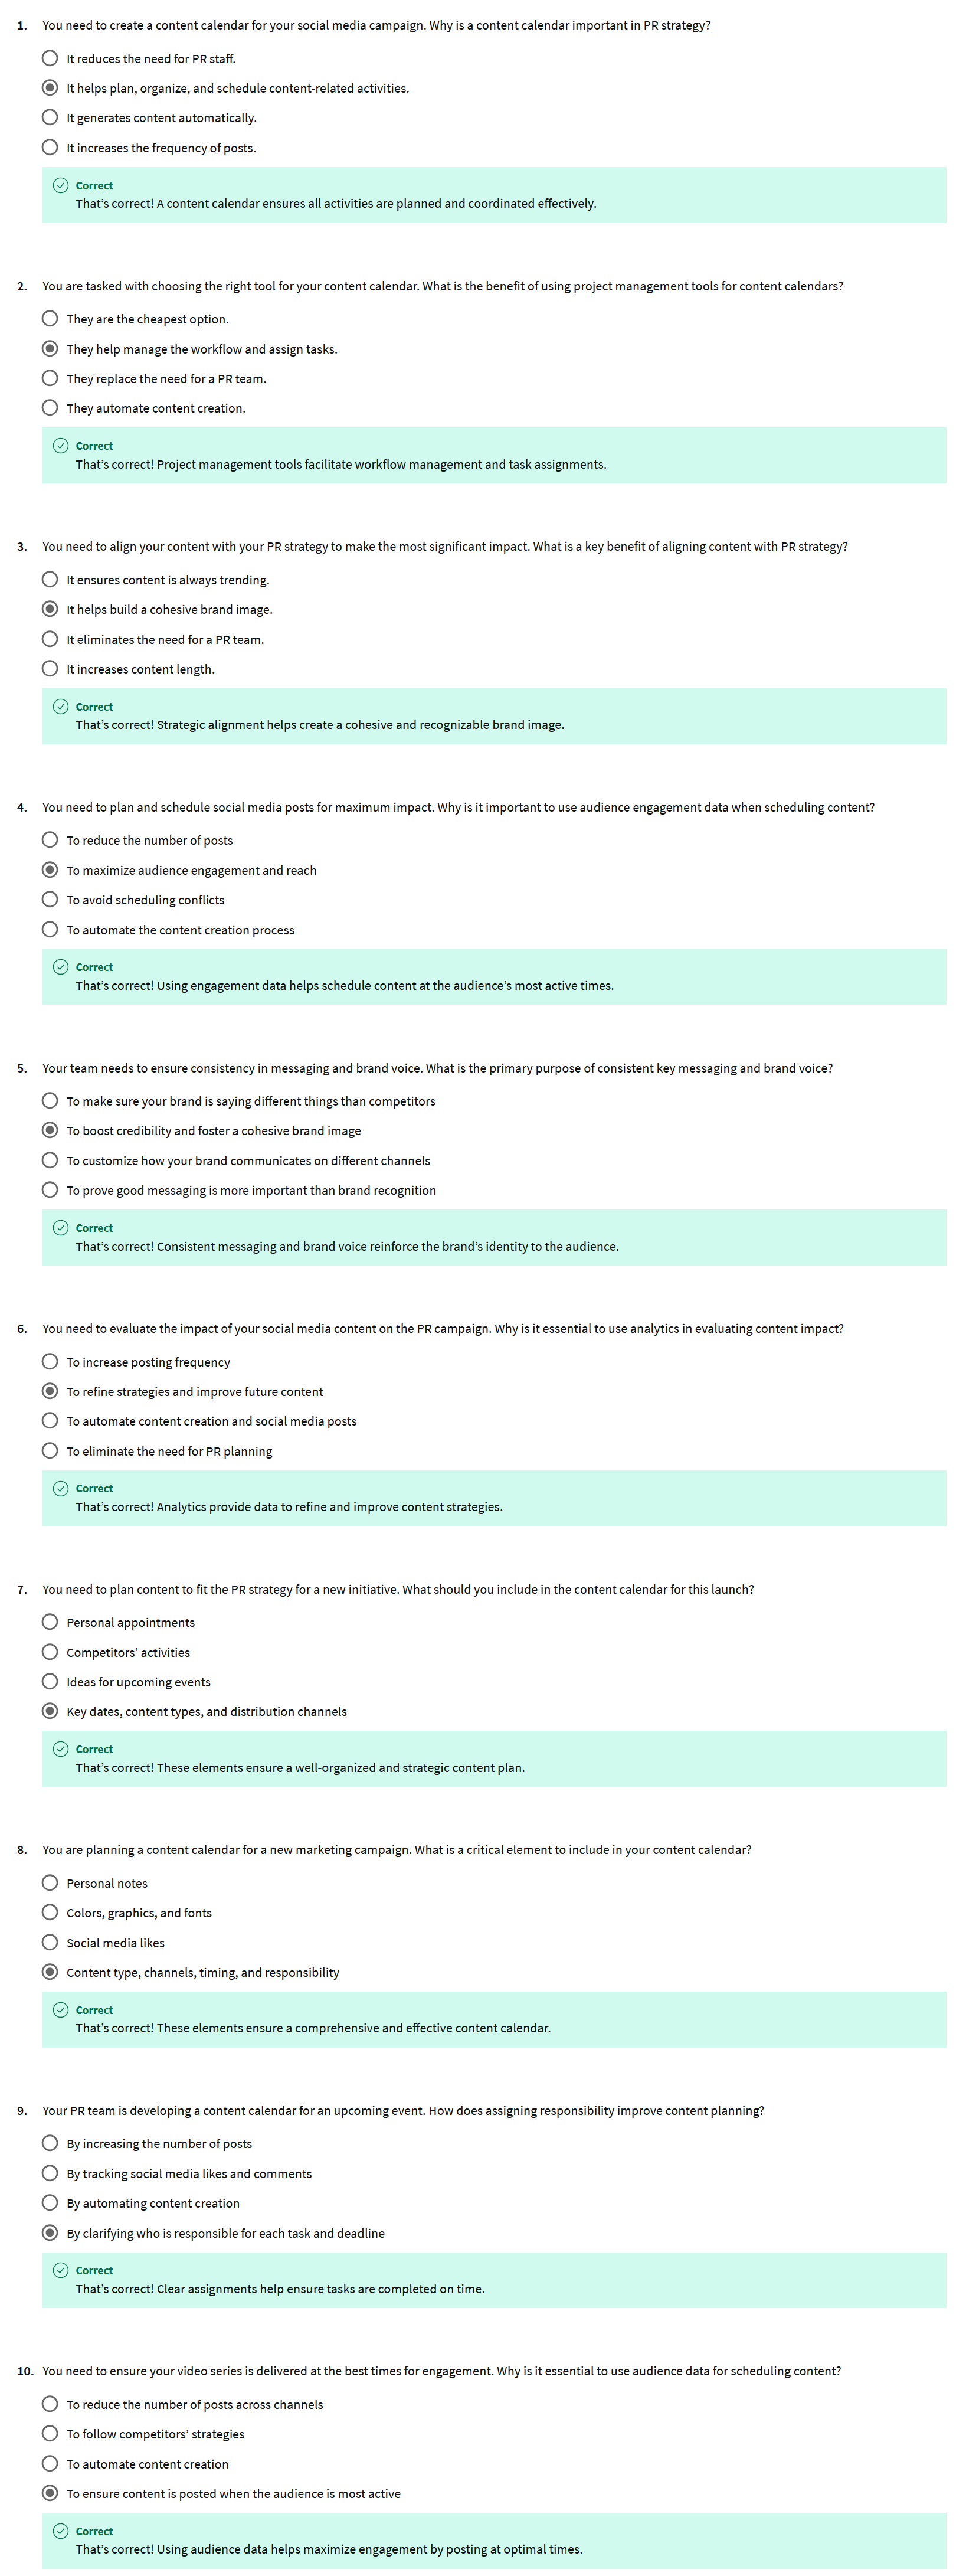 1. You need to create a content calendar for your social media campaign. Why is a content calendar important in PR strategy?
It reduces the need for PR staff.
It helps plan, organize, and schedule content-related activities.
It generates content automatically.
It increases the frequency of posts.
Correct
That’s correct! A content calendar ensures all activities are planned and coordinated effectively.
2. You are tasked with choosing the right tool for your content calendar. What is the benefit of using project management tools for content calendars?
They are the cheapest option.
They help manage the workflow and assign tasks.
They replace the need for a PR team.
They automate content creation.
Correct
That’s correct! Project management tools facilitate workflow management and task assignments.
3. You need to align your content with your PR strategy to make the most significant impact. What is a key benefit of aligning content with PR strategy?
It ensures content is always trending.
It helps build a cohesive brand image.
It eliminates the need for a PR team.
It increases content length.
Correct
That’s correct! Strategic alignment helps create a cohesive and recognizable brand image.
4. You need to plan and schedule social media posts for maximum impact. Why is it important to use audience engagement data when scheduling content?
To reduce the number of posts
To maximize audience engagement and reach
To avoid scheduling conflicts
To automate the content creation process
Correct
That’s correct! Using engagement data helps schedule content at the audience’s most active times.
5. Your team needs to ensure consistency in messaging and brand voice. What is the primary purpose of consistent key messaging and brand voice?
To make sure your brand is saying different things than competitors
To boost credibility and foster a cohesive brand image
To customize how your brand communicates on different channels
To prove good messaging is more important than brand recognition
Correct
That’s correct! Consistent messaging and brand voice reinforce the brand’s identity to the audience.
6. You need to evaluate the impact of your social media content on the PR campaign. Why is it essential to use analytics in evaluating content impact?
To increase posting frequency
To refine strategies and improve future content
To automate content creation and social media posts
To eliminate the need for PR planning
Correct
That’s correct! Analytics provide data to refine and improve content strategies.
7. You need to plan content to fit the PR strategy for a new initiative. What should you include in the content calendar for this launch?
Personal appointments
Competitors’ activities
Ideas for upcoming events
Key dates, content types, and distribution channels
Correct
That’s correct! These elements ensure a well-organized and strategic content plan.
8. You are planning a content calendar for a new marketing campaign. What is a critical element to include in your content calendar?
Personal notes
Colors, graphics, and fonts
Social media likes
Content type, channels, timing, and responsibility
Correct
That’s correct! These elements ensure a comprehensive and effective content calendar.
9. Your PR team is developing a content calendar for an upcoming event. How does assigning responsibility improve content planning?
By increasing the number of posts
By tracking social media likes and comments
By automating content creation
By clarifying who is responsible for each task and deadline
Correct
That’s correct! Clear assignments help ensure tasks are completed on time.
10. You need to ensure your video series is delivered at the best times for engagement. Why is it essential to use audience data for scheduling content?
To reduce the number of posts across channels
To follow competitors’ strategies
To automate content creation
To ensure content is posted when the audience is most active
Correct
That’s correct! Using audience data helps maximize engagement by posting at optimal times.